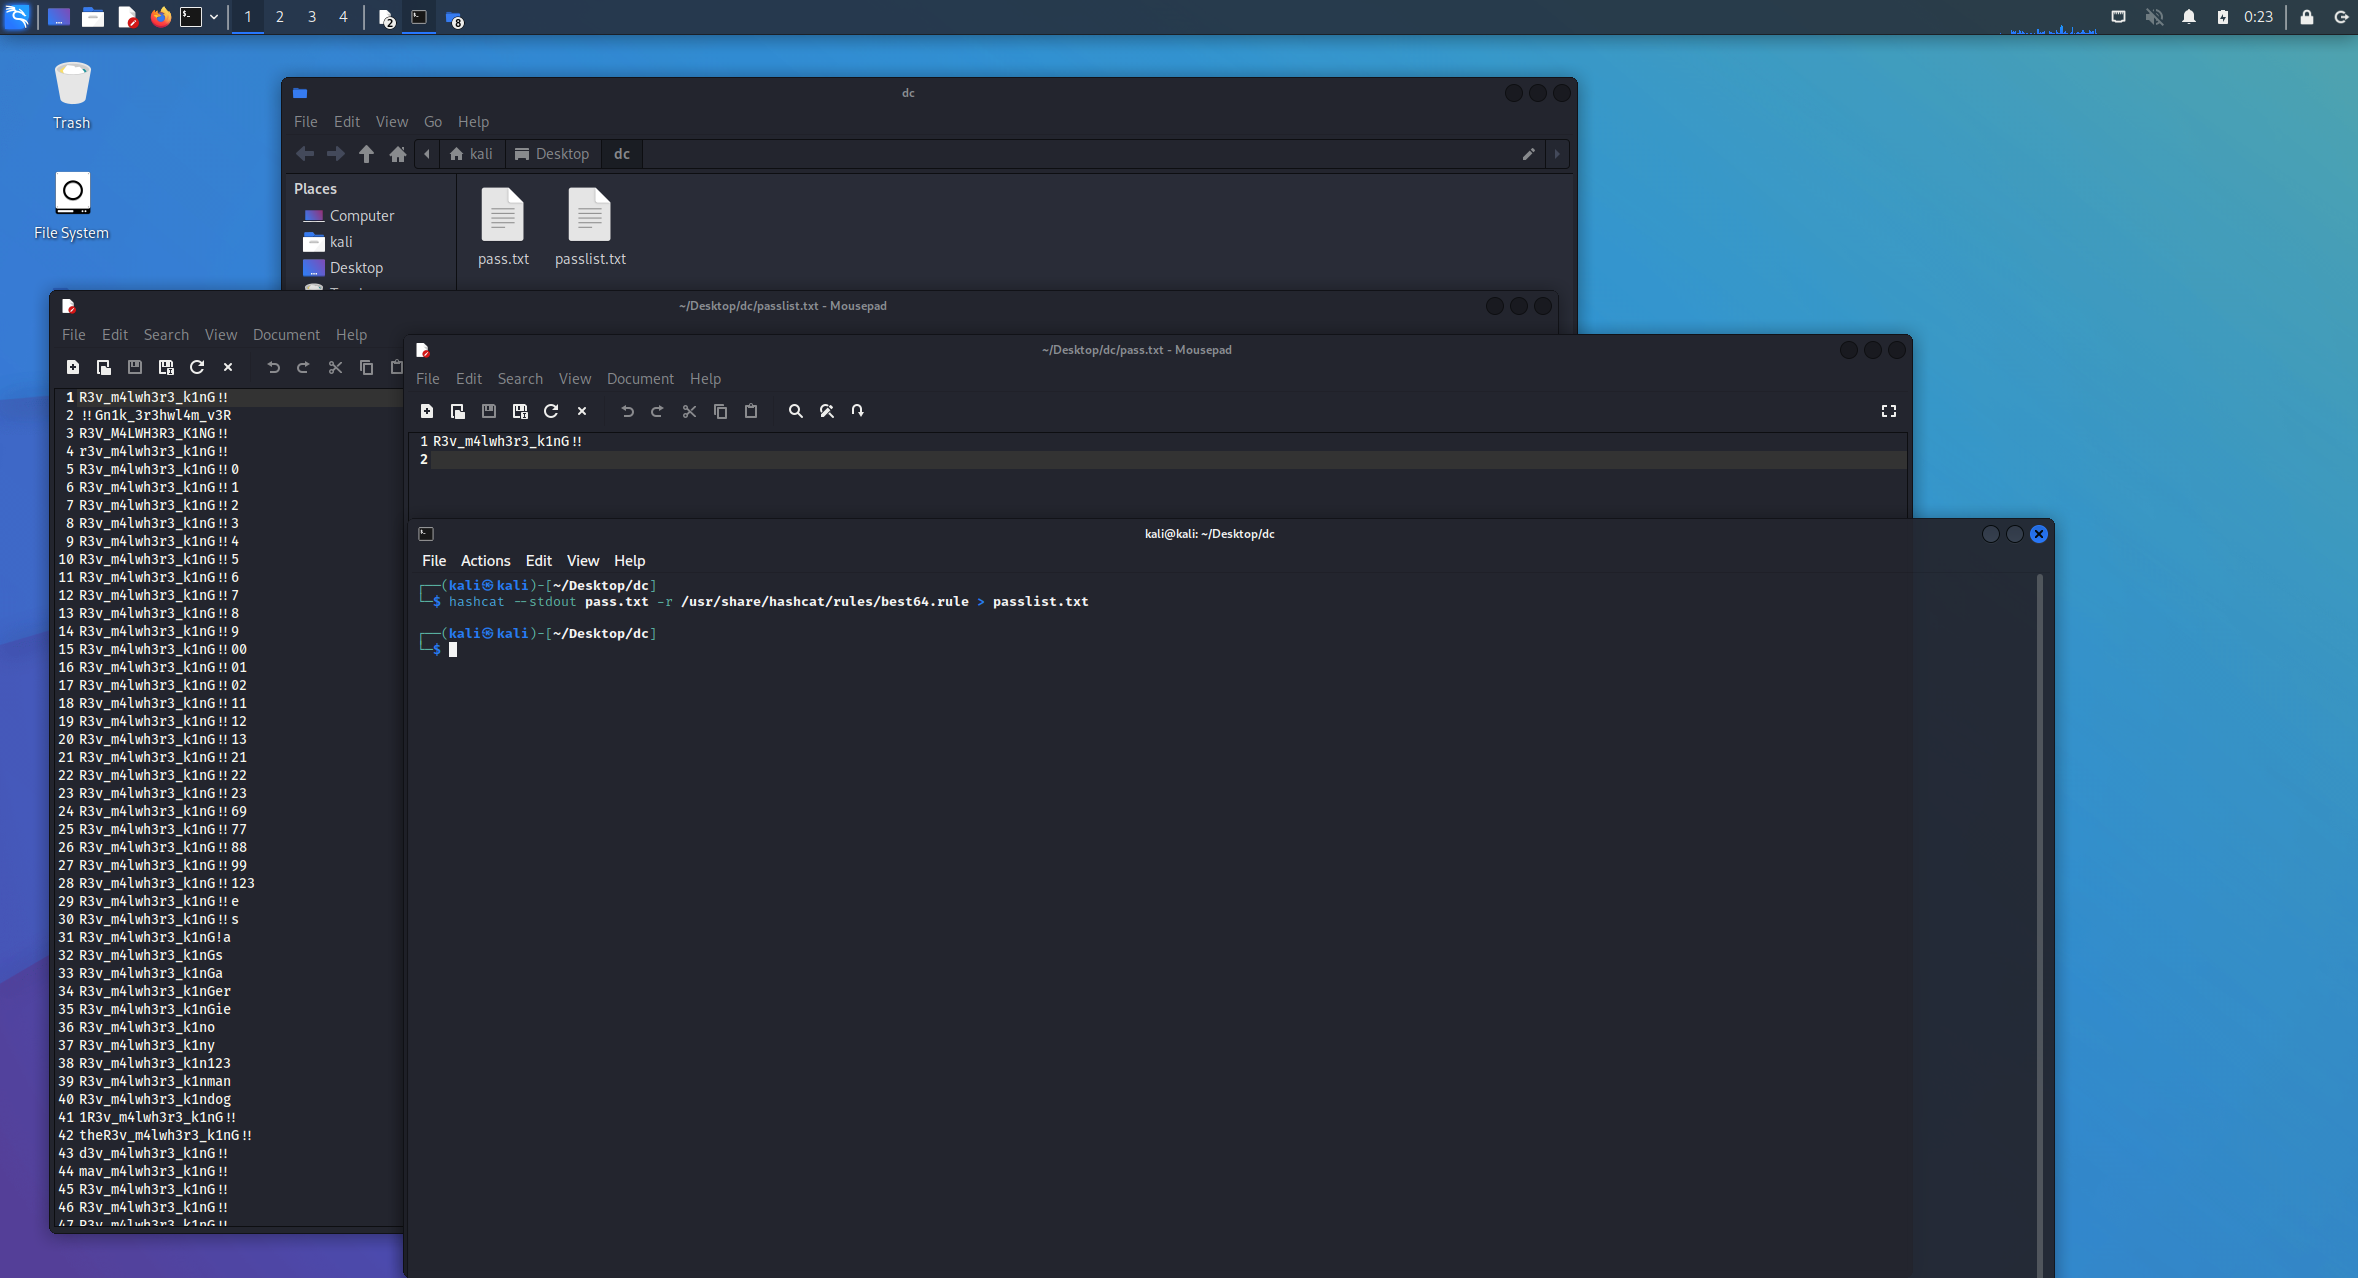 1 2 3 4 2 8 0:23
Trash
File System
dc
File Edit View Go Help
kali Desktop dc
Places
Computer
kali
Desktop
pass.txt passlist.txt
~/Desktop/dc/passlist.txt - Mousepad
File Edit Search View Document Help
1 R3v_m4lwh3r3_k1nG!!
2 !!Gn1k_3r3hwl4m_v3R
3 R3V_M4LWH3R3_K1NG!!
4 r3v_m4lwh3r3_k1nG!!
5 R3v_m4lwh3r3_k1nG!!0
6 R3v_m4lwh3r3_k1nG!!1
7 R3v_m4lwh3r3_k1nG!!2
8 R3v_m4lwh3r3_k1nG!!3
9 R3v_m4lwh3r3_k1nG!!4
10 R3v_m4lwh3r3_k1nG!!5
11 R3v_m4lwh3r3_k1nG!!6
12 R3v_m4lwh3r3_k1nG!!7
13 R3v_m4lwh3r3_k1nG!!8
14 R3v_m4lwh3r3_k1nG!!9
15 R3v_m4lwh3r3_k1nG!!00
16 R3v_m4lwh3r3_k1nG!!01
17 R3v_m4lwh3r3_k1nG!!02
18 R3v_m4lwh3r3_k1nG!!11
19 R3v_m4lwh3r3_k1nG!!12
20 R3v_m4lwh3r3_k1nG!!13
21 R3v_m4lwh3r3_k1nG!!21
22 R3v_m4lwh3r3_k1nG!!22
23 R3v_m4lwh3r3_k1nG!!23
24 R3v_m4lwh3r3_k1nG!!69
25 R3v_m4lwh3r3_k1nG!!77
26 R3v_m4lwh3r3_k1nG!!88
27 R3v_m4lwh3r3_k1nG!!99
28 R3v_m4lwh3r3_k1nG!!123
29 R3v_m4lwh3r3_k1nG!!e
30 R3v_m4lwh3r3_k1nG!!s
31 R3v_m4lwh3r3_k1nG!a
32 R3v_m4lwh3r3_k1nGs
33 R3v_m4lwh3r3_k1nGa
34 R3v_m4lwh3r3_k1nGer
35 R3v_m4lwh3r3_k1nGie
36 R3v_m4lwh3r3_k1no
37 R3v_m4lwh3r3_k1ny
38 R3v_m4lwh3r3_k1n123
39 R3v_m4lwh3r3_k1nman
40 R3v_m4lwh3r3_k1ndog
41 1R3v_m4lwh3r3_k1nG!!
42 theR3v_m4lwh3r3_k1nG!!
43 d3v_m4lwh3r3_k1nG!!
44 mav_m4lwh3r3_k1nG!!
45 R3v_m4lwh3r3_k1nG!!
46 R3v_m4lwh3r3_k1nG!!
47 R3v_m4lwh3r3_k1nG!!
~/Desktop/dc/pass.txt - Mousepad
File Edit Search View Document Help
1 R3v_m4lwh3r3_k1nG!!
2
kali@kali: ~/Desktop/dc
File Actions Edit View Help
┌──(kali㉿kali)-[~/Desktop/dc]
└─$ hashcat --stdout pass.txt -r /usr/share/hashcat/rules/best64.rule > passlist.txt
┌──(kali㉿kali)-[~/Desktop/dc]
└─$